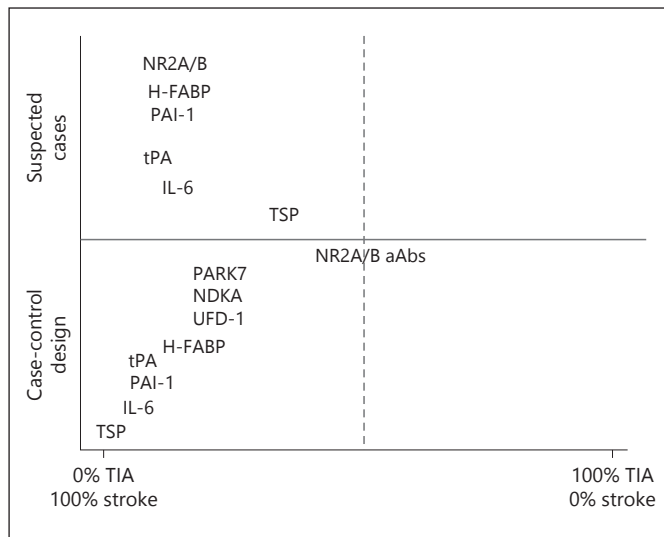 Suspected
cases
NR2A/B
H-FABP
PAI-1
tPA
IL-6
TSP
Case-control
design
NR2A/B aAbs
PARK7
NDKA
UFD-1
H-FABP
tPA
PAI-1
IL-6
TSP
0% TIA
100% stroke
100% TIA
0% stroke